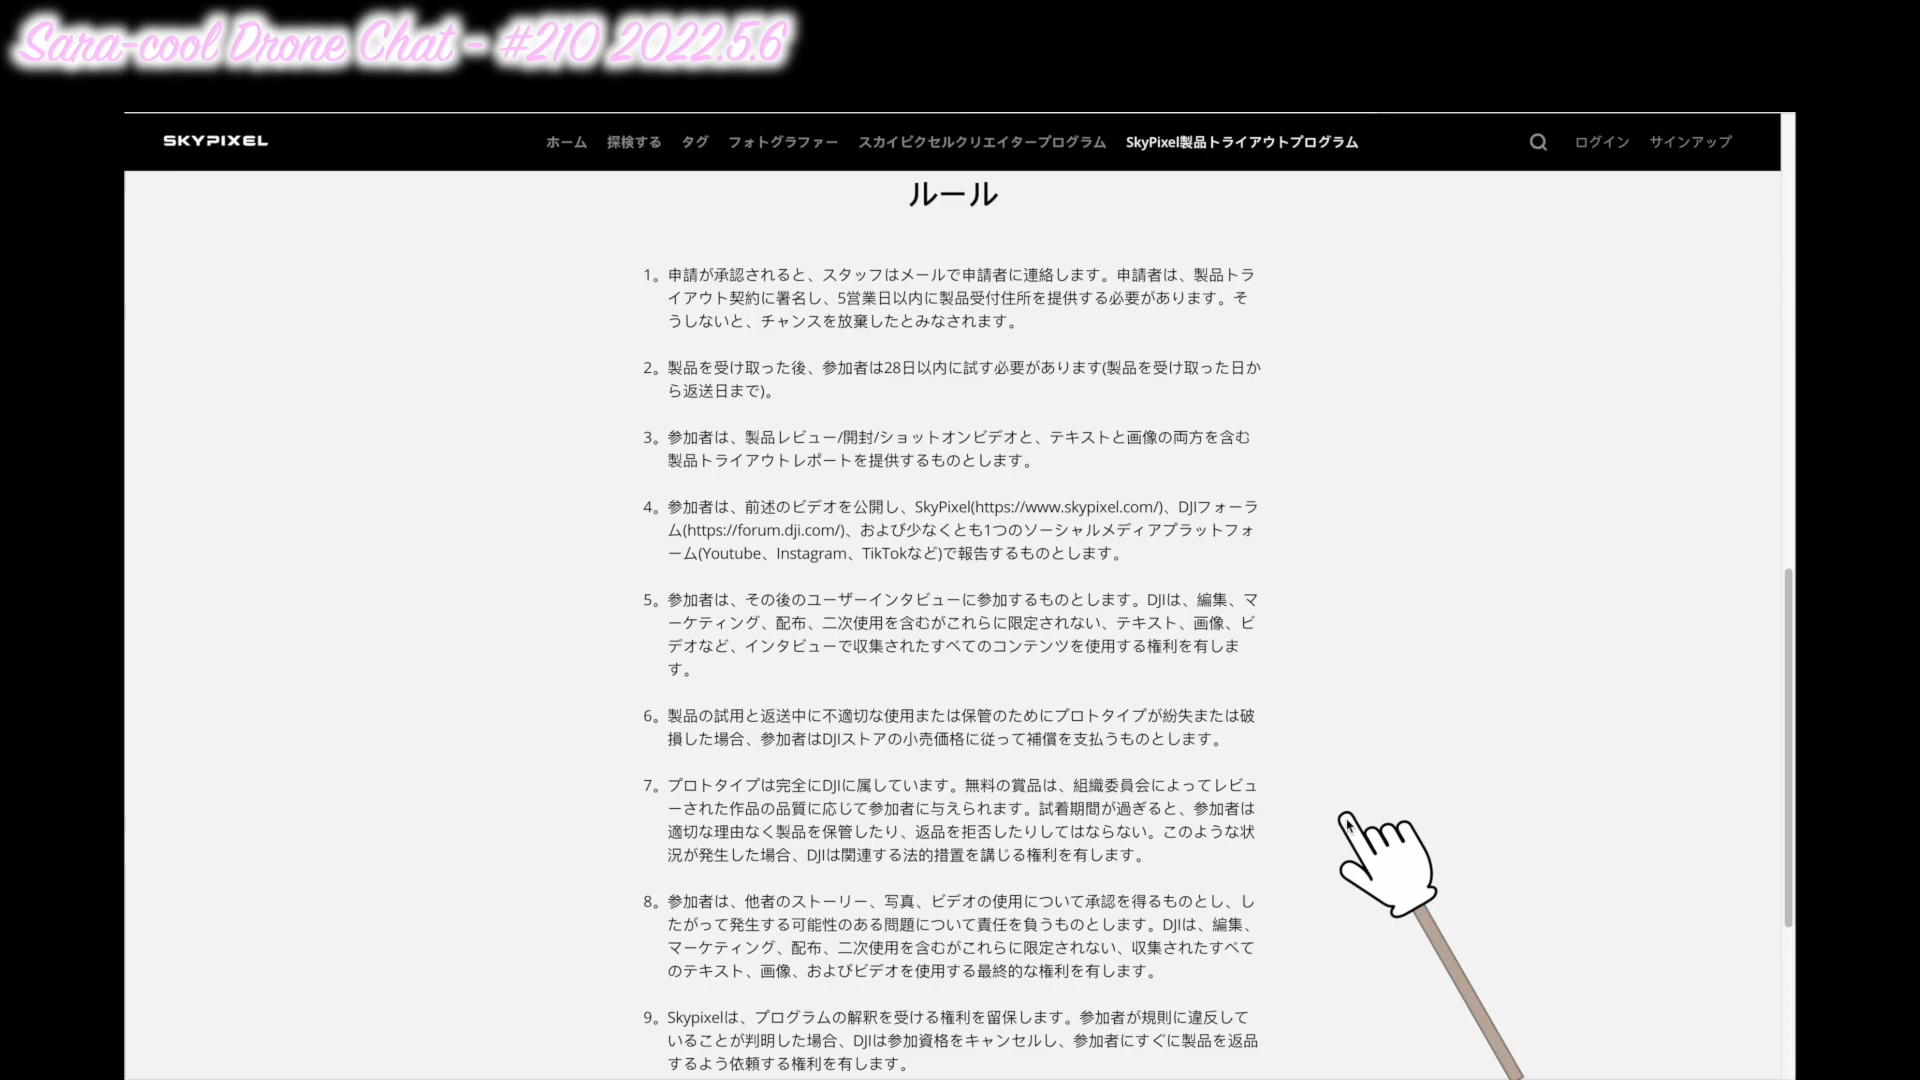 Sara-cool Drone Chat - #210 2022.5.6
SKYPIXEL ホーム 探検する タグ フォトグラファー スカイピクセルクリエイタープログラム SkyPixel製品トライアウトプログラム ログイン サインアップ
ルール
1。申請が承認されると、スタッフはメールで申請者に連絡します。申請者は、製品トラ
イアウト契約に署名し、5営業日以内に製品受付住所を提供する必要があります。そ
うしないと、チャンスを放棄したとみなされます。
2。製品を受け取った後、参加者は28日以内に試す必要があります(製品を受け取った日か
ら返送日まで)。
3。参加者は、製品レビュー/開封/ショットオンビデオと、テキストと画像の両方を含む
製品トライアウトレポートを提供するものとします。
4。参加者は、前述のビデオを公開し、SkyPixel(https://www.skypixel.com/)、DJIフォーラ
ム(https://forum.dji.com/)、および少なくとも1つのソーシャルメディアプラットフォ
ーム(Youtube、Instagram、TikTokなど)で報告するものとします。
5。参加者は、その後のユーザーインタビューに参加するものとします。DJIは、編集、マ
ーケティング、配布、二次使用を含むがこれらに限定されない、テキスト、画像、ビ
デオなど、インタビューで収集されたすべてのコンテンツを使用する権利を有しま
す。
6。製品の試用と返送中に不適切な使用または保管のためにプロトタイプが紛失または破
損した場合、参加者はDJIストアの小売価格に従って補償を支払うものとします。
7。プロトタイプは完全にDJIに属しています。無料の賞品は、組織委員会によってレビュ
ーされた作品の品質に応じて参加者に与えられます。試着期間が過ぎると、参加者は
適切な理由なく製品を保管したり、返品を拒否したりしてはならない。このような状
況が発生した場合、DJIは関連する法的措置を講じる権利を有します。
8。参加者は、他者のストーリー、写真、ビデオの使用について承認を得るものとし、し
たがって発生する可能性のある問題について責任を負うものとします。DJIは、編集、
マーケティング、配布、二次使用を含むがこれらに限定されない、収集されたすべて
のテキスト、画像、およびビデオを使用する最終的な権利を有します。
9。Skypixelは、プログラムの解釈を受ける権利を留保します。参加者が規則に違反して
いることが判明した場合、DJIは参加資格をキャンセルし、参加者にすぐに製品を返品
するよう依頼する権利を有します。